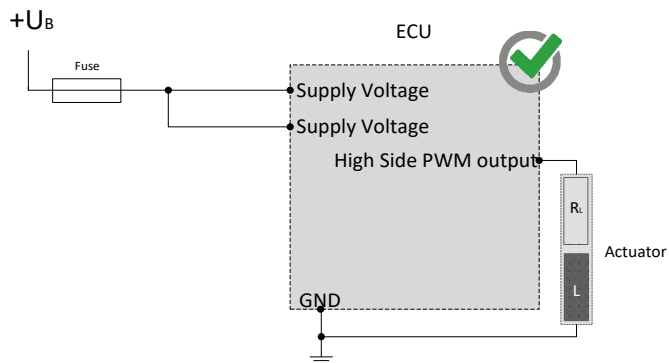 +UB
ECU
Fuse
Supply Voltage
Supply Voltage
High Side PWM output
RL
Actuator
L
GND